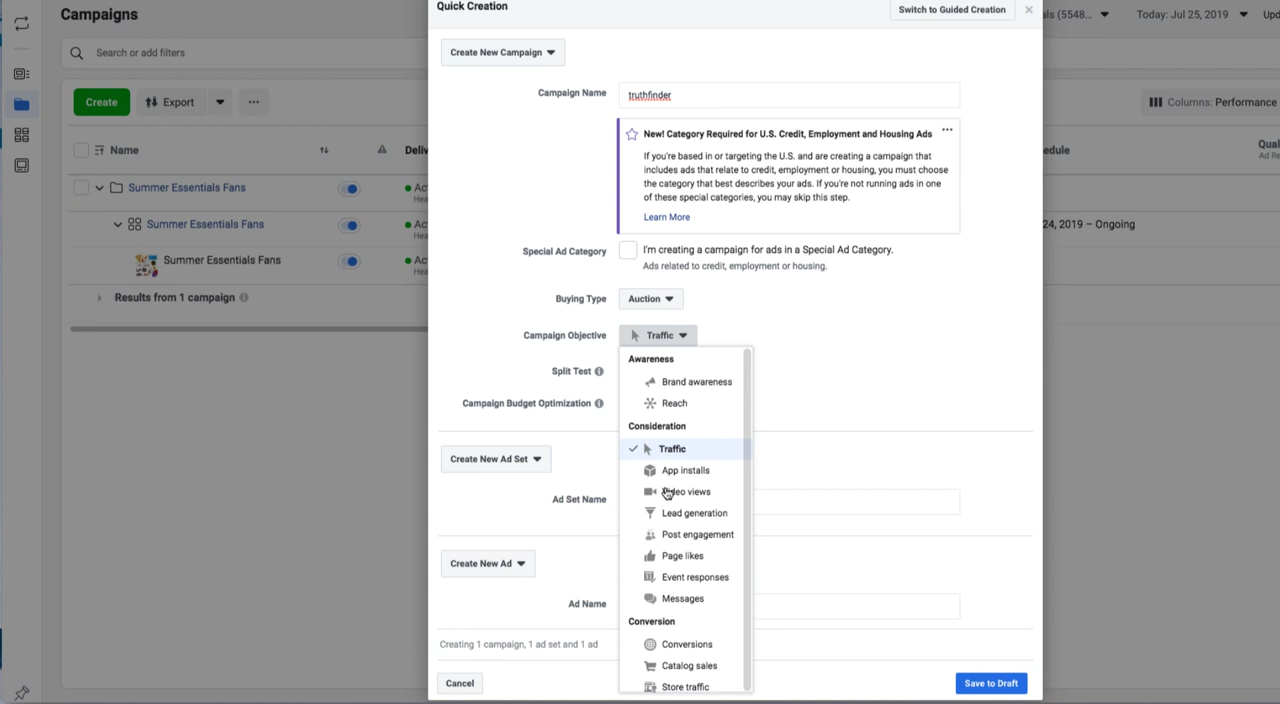 Quick Creation
Switch to Guided Creation
Campaigns
(5548...
Today: Jul 25, 2019
Search or add filters
Create New Campaign
Campaign Name
truthfinder
Create
Export
Columns: Performance
New! Category Required for U.S. Credit, Employment and Housing Ads
If you're based in or targeting the U.S. and are creating a campaign that
includes ads that relate to credit, employment or housing, you must choose
the category that best describes your ads. If you're not running ads in one
of these special categories, you may skip this step.
Learn More
Name
Summer Essentials Fans
Summer Essentials Fans
24, 2019 – Ongoing
Summer Essentials Fans
Results from 1 campaign
Special Ad Category
I'm creating a campaign for ads in a Special Ad Category.
Ads related to credit, employment or housing.
Buying Type
Auction
Campaign Objective
Traffic
Split Test
Campaign Budget Optimization
Awareness
Brand awareness
Reach
Consideration
Traffic
App installs
Video views
Lead generation
Post engagement
Page likes
Event responses
Messages
Conversion
Conversions
Catalog sales
Store traffic
Create New Ad Set
Ad Set Name
Create New Ad
Ad Name
Creating 1 campaign, 1 ad set and 1 ad
Cancel
Save to Draft